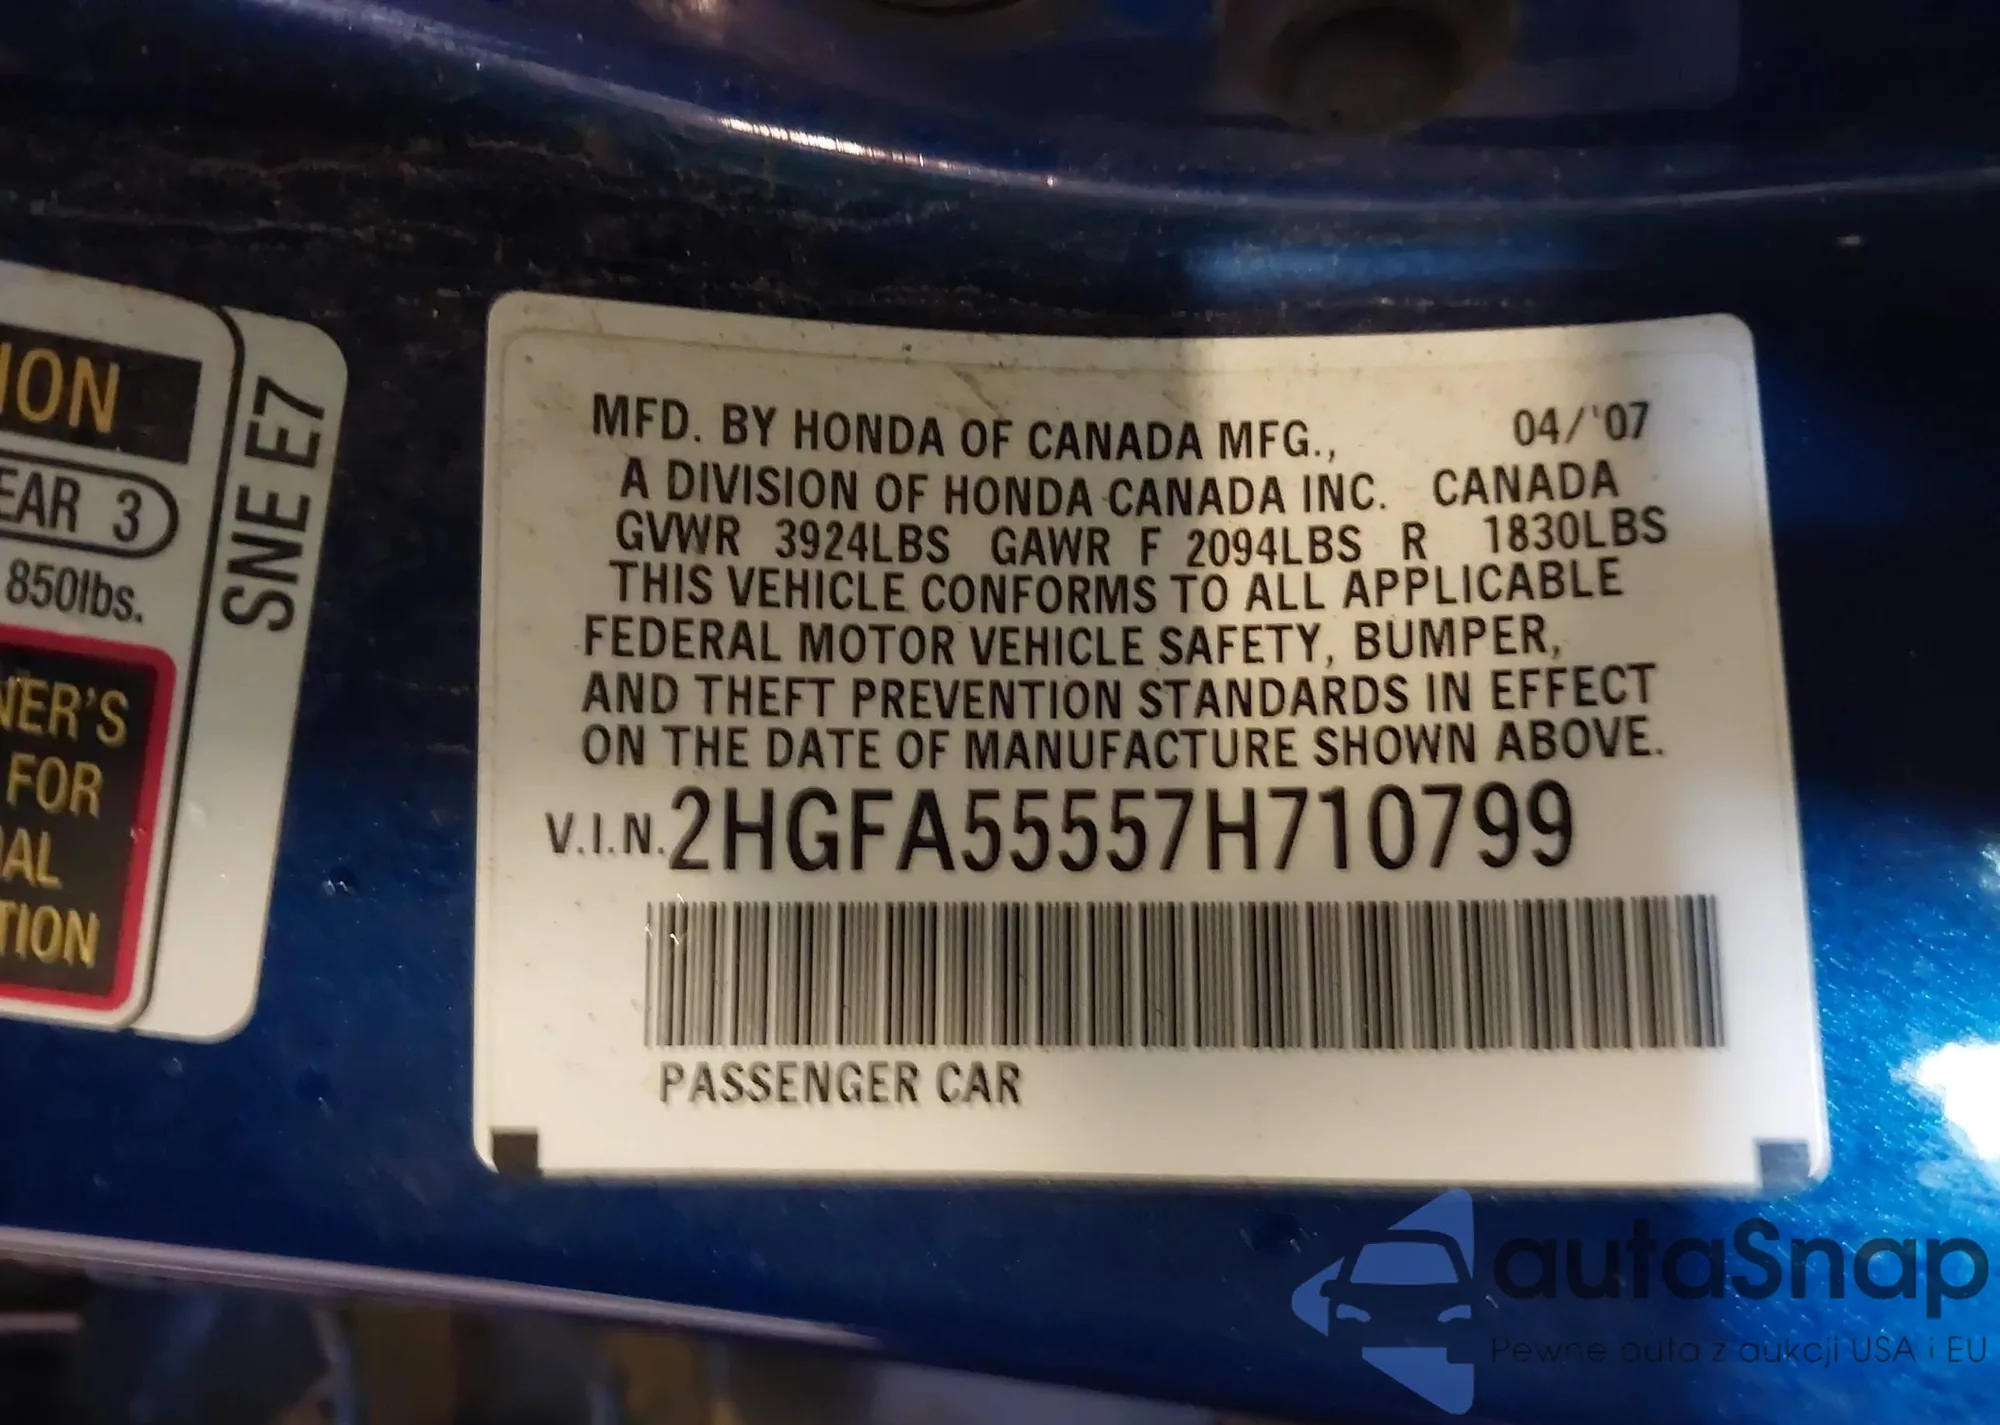 ION
EAR 3
850lbs.
NER'S
FOR
TION
SNE E7
MFD. BY HONDA OF CANADA MFG., 04/'07
A DIVISION OF HONDA CANADA INC. CANADA
GVWR 3924LBS GAWR F 2094LBS R 1830LBS
THIS VEHICLE CONFORMS TO ALL APPLICABLE
FEDERAL MOTOR VEHICLE SAFETY, BUMPER,
AND THEFT PREVENTION STANDARDS IN EFFECT
ON THE DATE OF MANUFACTURE SHOWN ABOVE.
V.I.N. 2HGFA55557H710799
PASSENGER CAR
autaSnap
Pewne auta z aukcji USA i EU